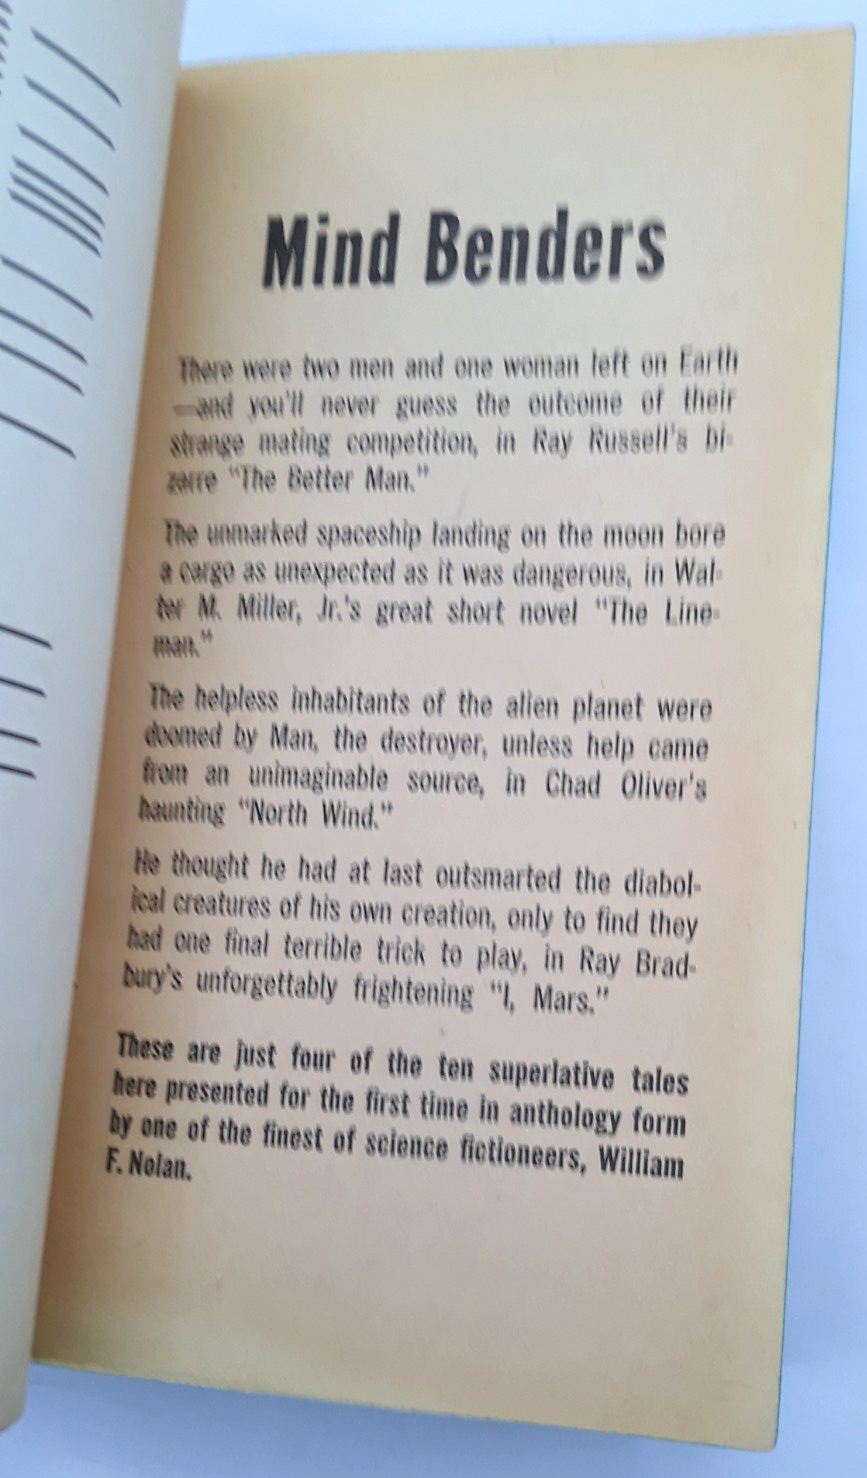 Mind Benders
There were two men and one woman left on Earth
—and you'll never guess the outcome of their
strange mating competition, in Ray Russell's bi-
zarre "The Better Man."
The unmarked spaceship landing on the moon bore
a cargo as unexpected as it was dangerous, in Wal-
ter M. Miller, Jr.'s great short novel "The Line-
man."
The helpless inhabitants of the alien planet were
doomed by Man, the destroyer, unless help came
from an unimaginable source, in Chad Oliver's
haunting "North Wind."
He thought he had at last outsmarted the diabol-
ical creatures of his own creation, only to find they
had one final terrible trick to play, in Ray Brad-
bury's unforgettably frightening "I, Mars."
These are just four of the ten superlative tales
here presented for the first time in anthology form
by one of the finest of science fictioneers, William
F. Nolan.